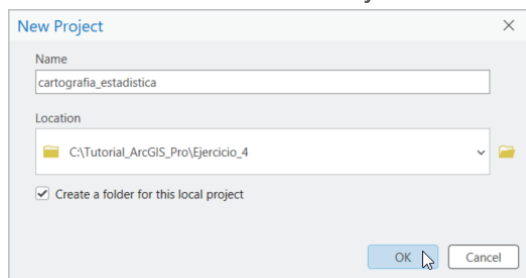 New Project
Name
cartografia_estadistica
Location
C:\Tutorial_ArcGIS_Pro\Ejercicio_4
Create a folder for this local project
OK
Cancel